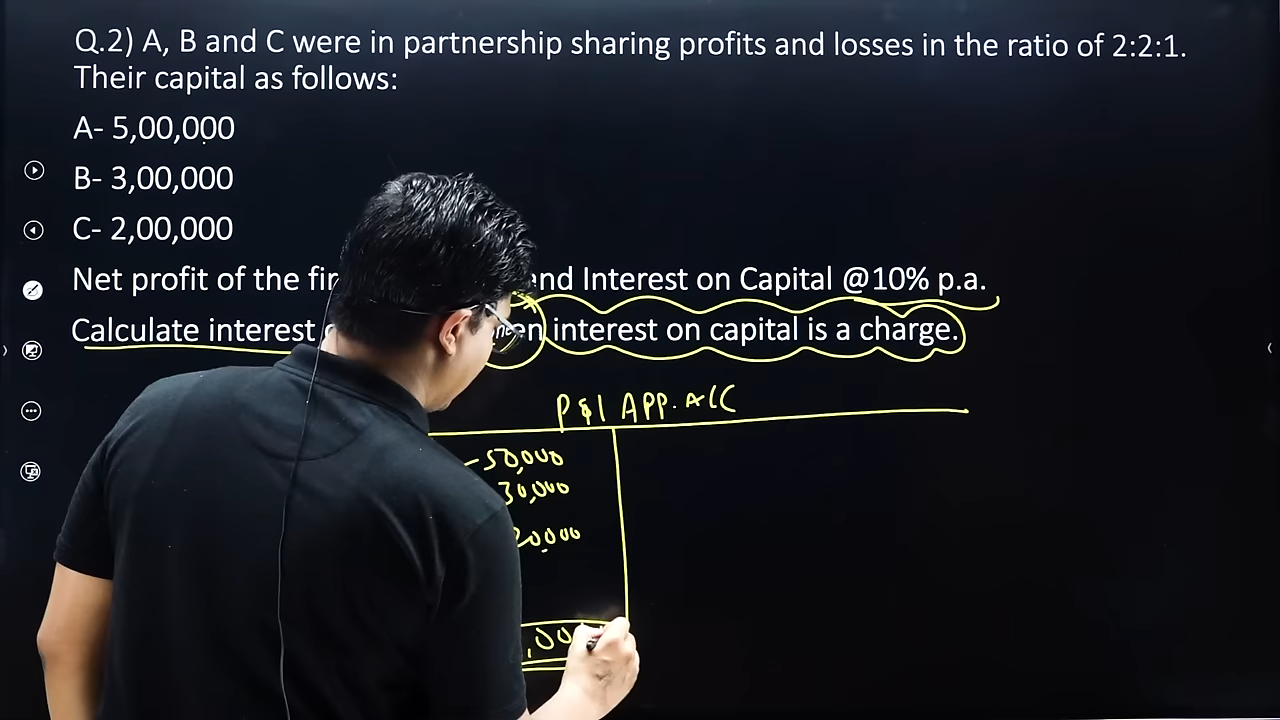 Q.2) A, B and C were in partnership sharing profits and losses in the ratio of 2:2:1.
Their capital as follows:
A- 5,00,000
B- 3,00,000
C- 2,00,000
Net profit of the and Interest on Capital @10% p.a.
Calculate interest interest on capital is a charge.
P&l APP. A/C
50,000
30,000
20,000